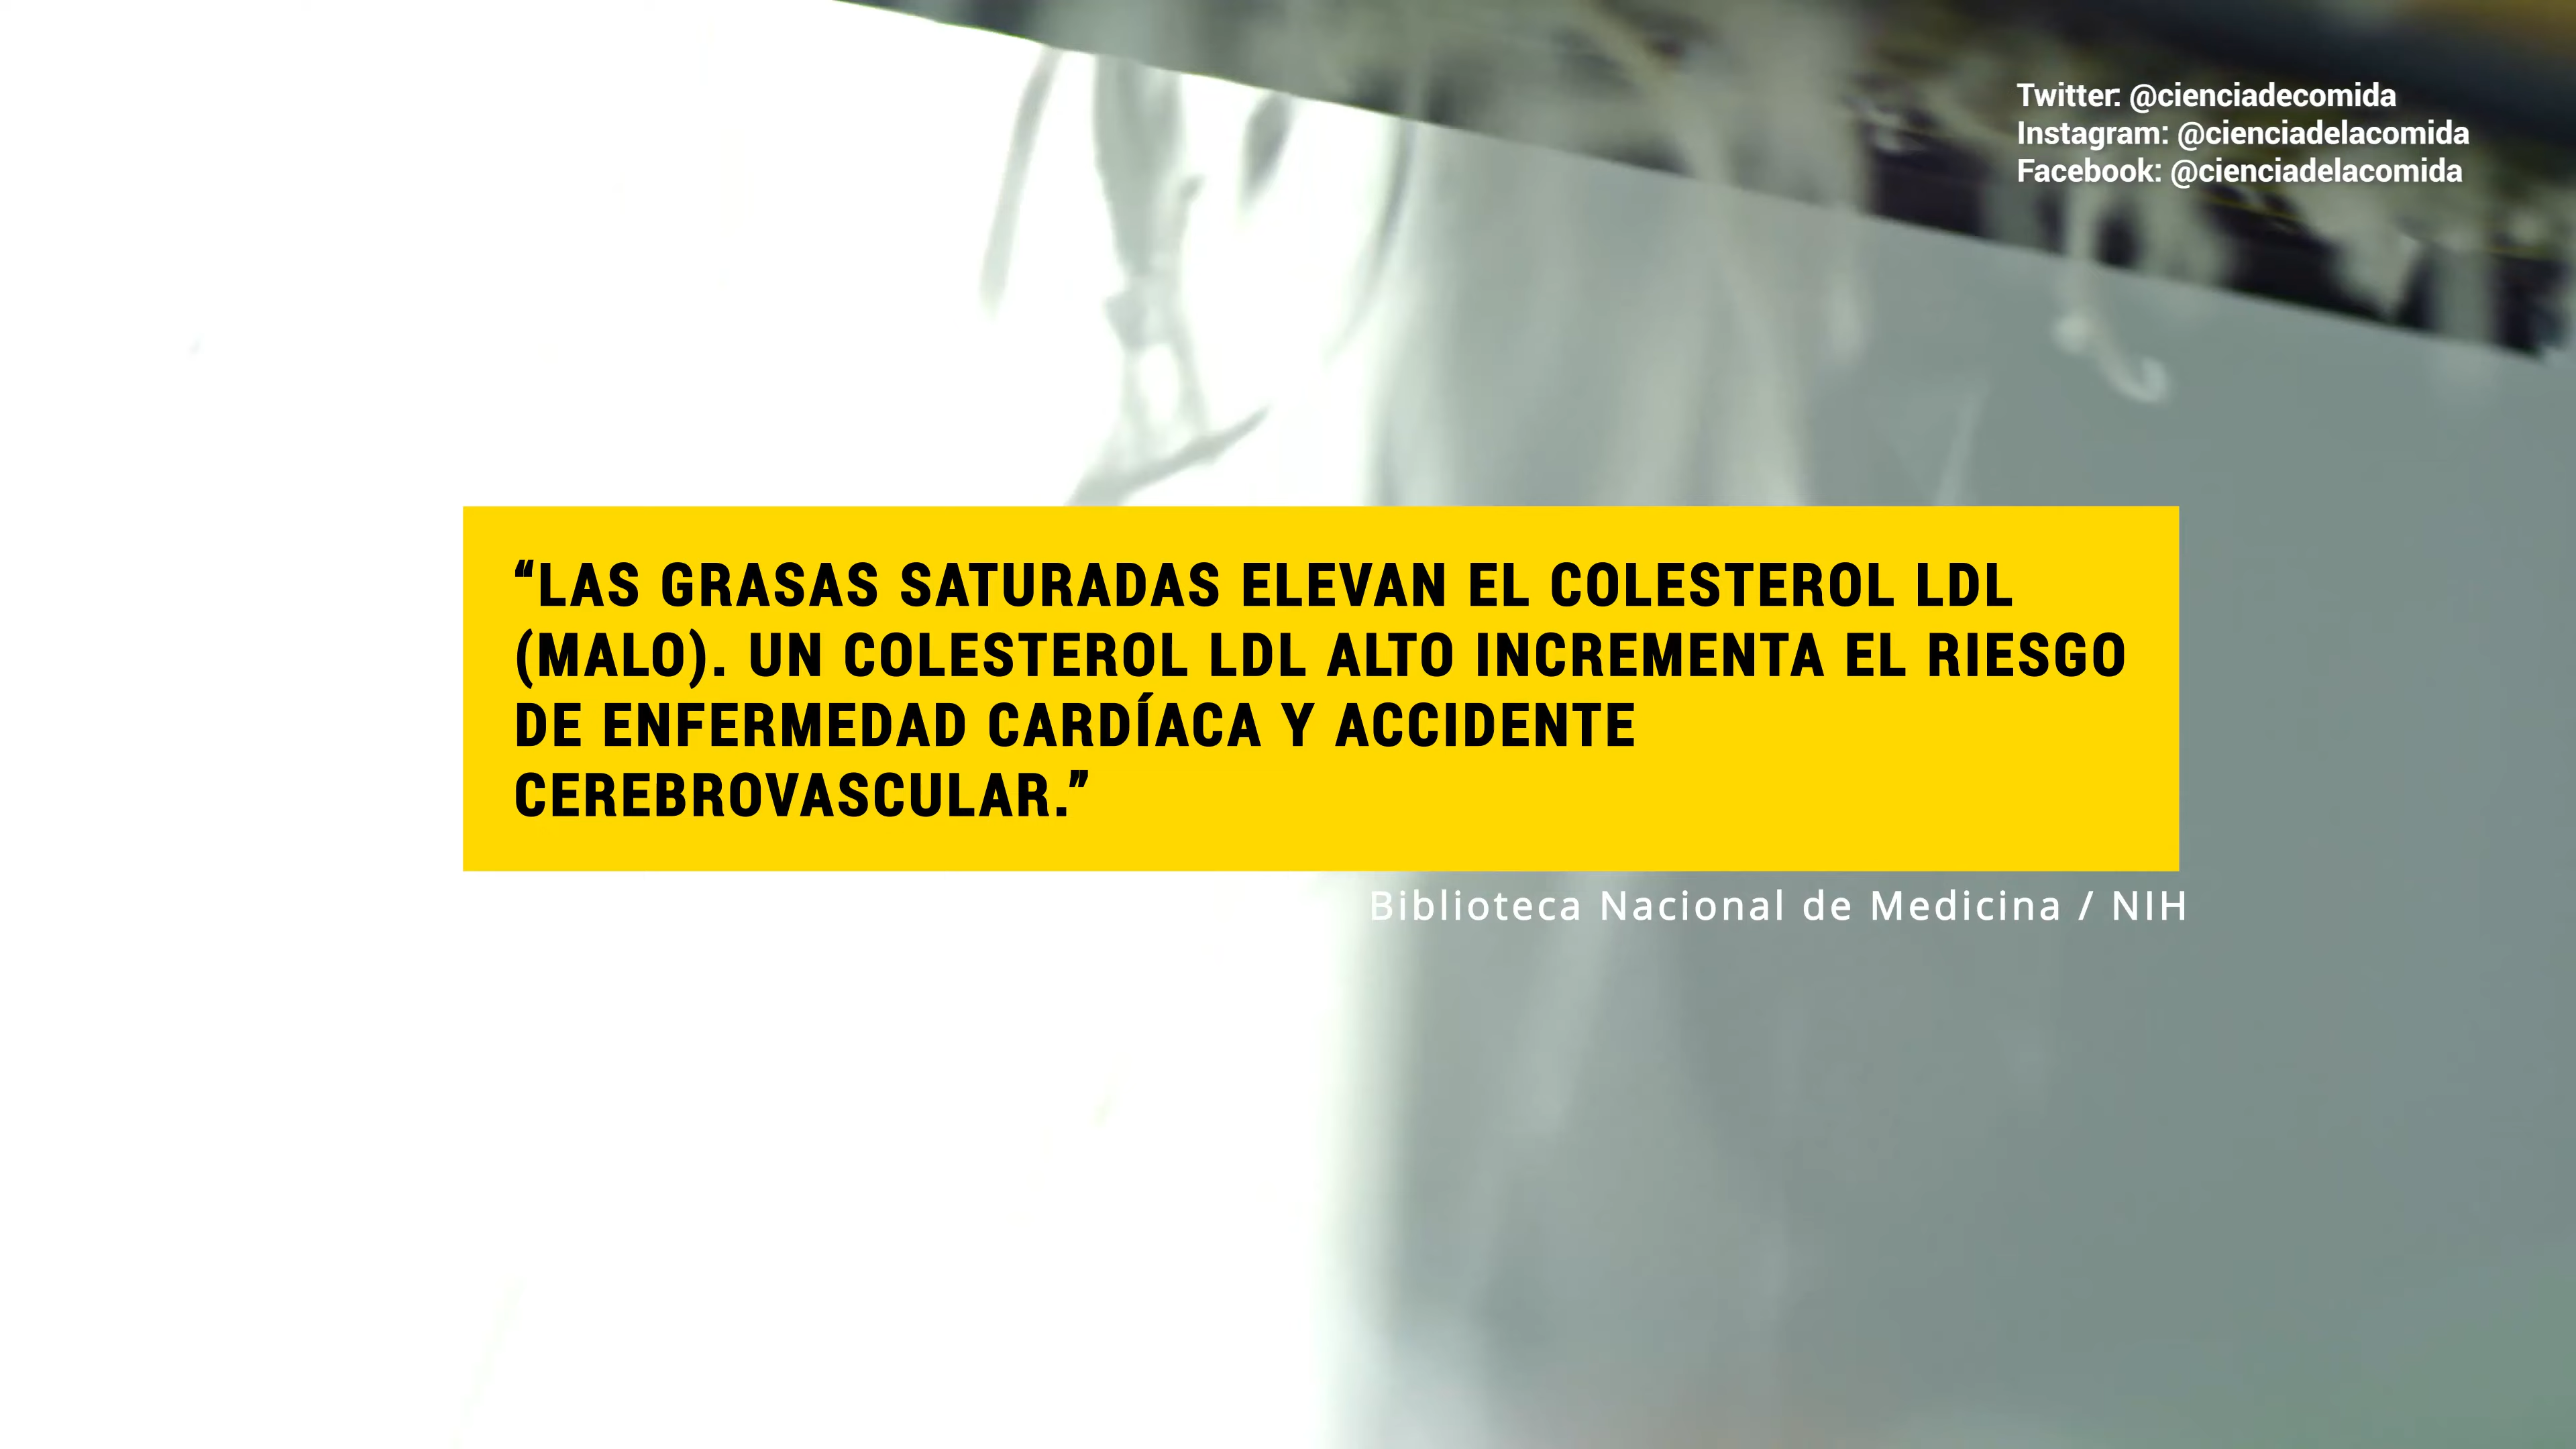 Twitter: @cienciadecomida
Instagram: @cienciadelacomida
Facebook: @cienciadelacomida
“LAS GRASAS SATURADAS ELEVAN EL COLESTEROL LDL
(MALO). UN COLESTEROL LDL ALTO INCREMENTA EL RIESGO
DE ENFERMEDAD CARDÍACA Y ACCIDENTE
CEREBROVASCULAR.”
Biblioteca Nacional de Medicina / NIH